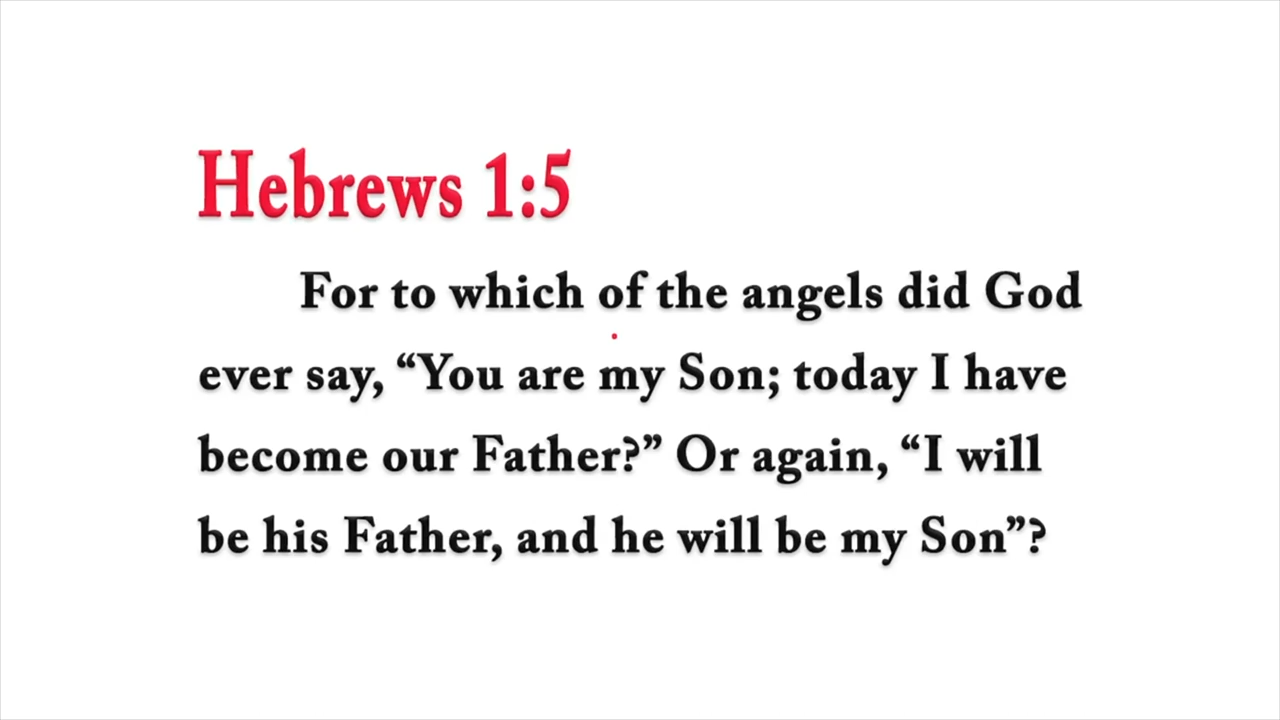 Hebrews 1:5
For to which of the angels did God
ever say, “You are my Son; today I have
become our Father?” Or again, “I will
be his Father, and he will be my Son”?